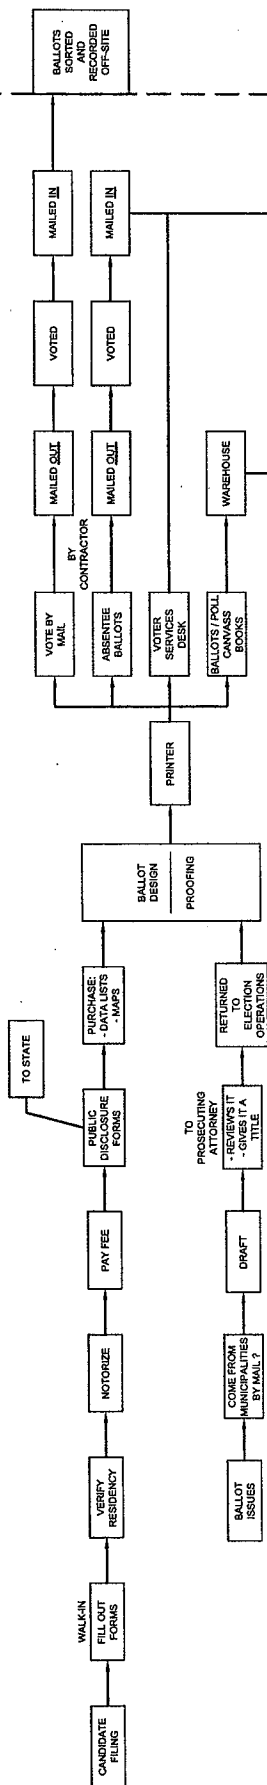 CANDIDATE
FILING
WALK-IN
FILL OUT
FORMS
VERIFY
RESIDENCY
NOTORIZE
PAY FEE
PUBLIC
DISCLOSURE
FORMS
TO STATE
PURCHASE:
- DATA LISTS
- MAPS
BALLOT
ISSUES
COME FROM
MUNICIPALITIES
BY MAIL ?
DRAFT
TO
PROSECUTING
ATTORNEY
- REVIEW'S IT
- GIVES IT A
TITLE
RETURNED
TO
ELECTION
OPERATIONS
BALLOT
DESIGN
PROOFING
PRINTER
VOTE BY
MAIL
BY
CONTRACTOR
ABSENTEE
BALLOTS
VOTER
SERVICES
DESK
BALLOTS / POLL
CANVASS
BOOKS
MAILED OUT
MAILED OUT
WAREHOUSE
VOTED
VOTED
MAILED IN
MAILED IN
BALLOTS
SORTED
AND
RECORDED
OFF-SITE